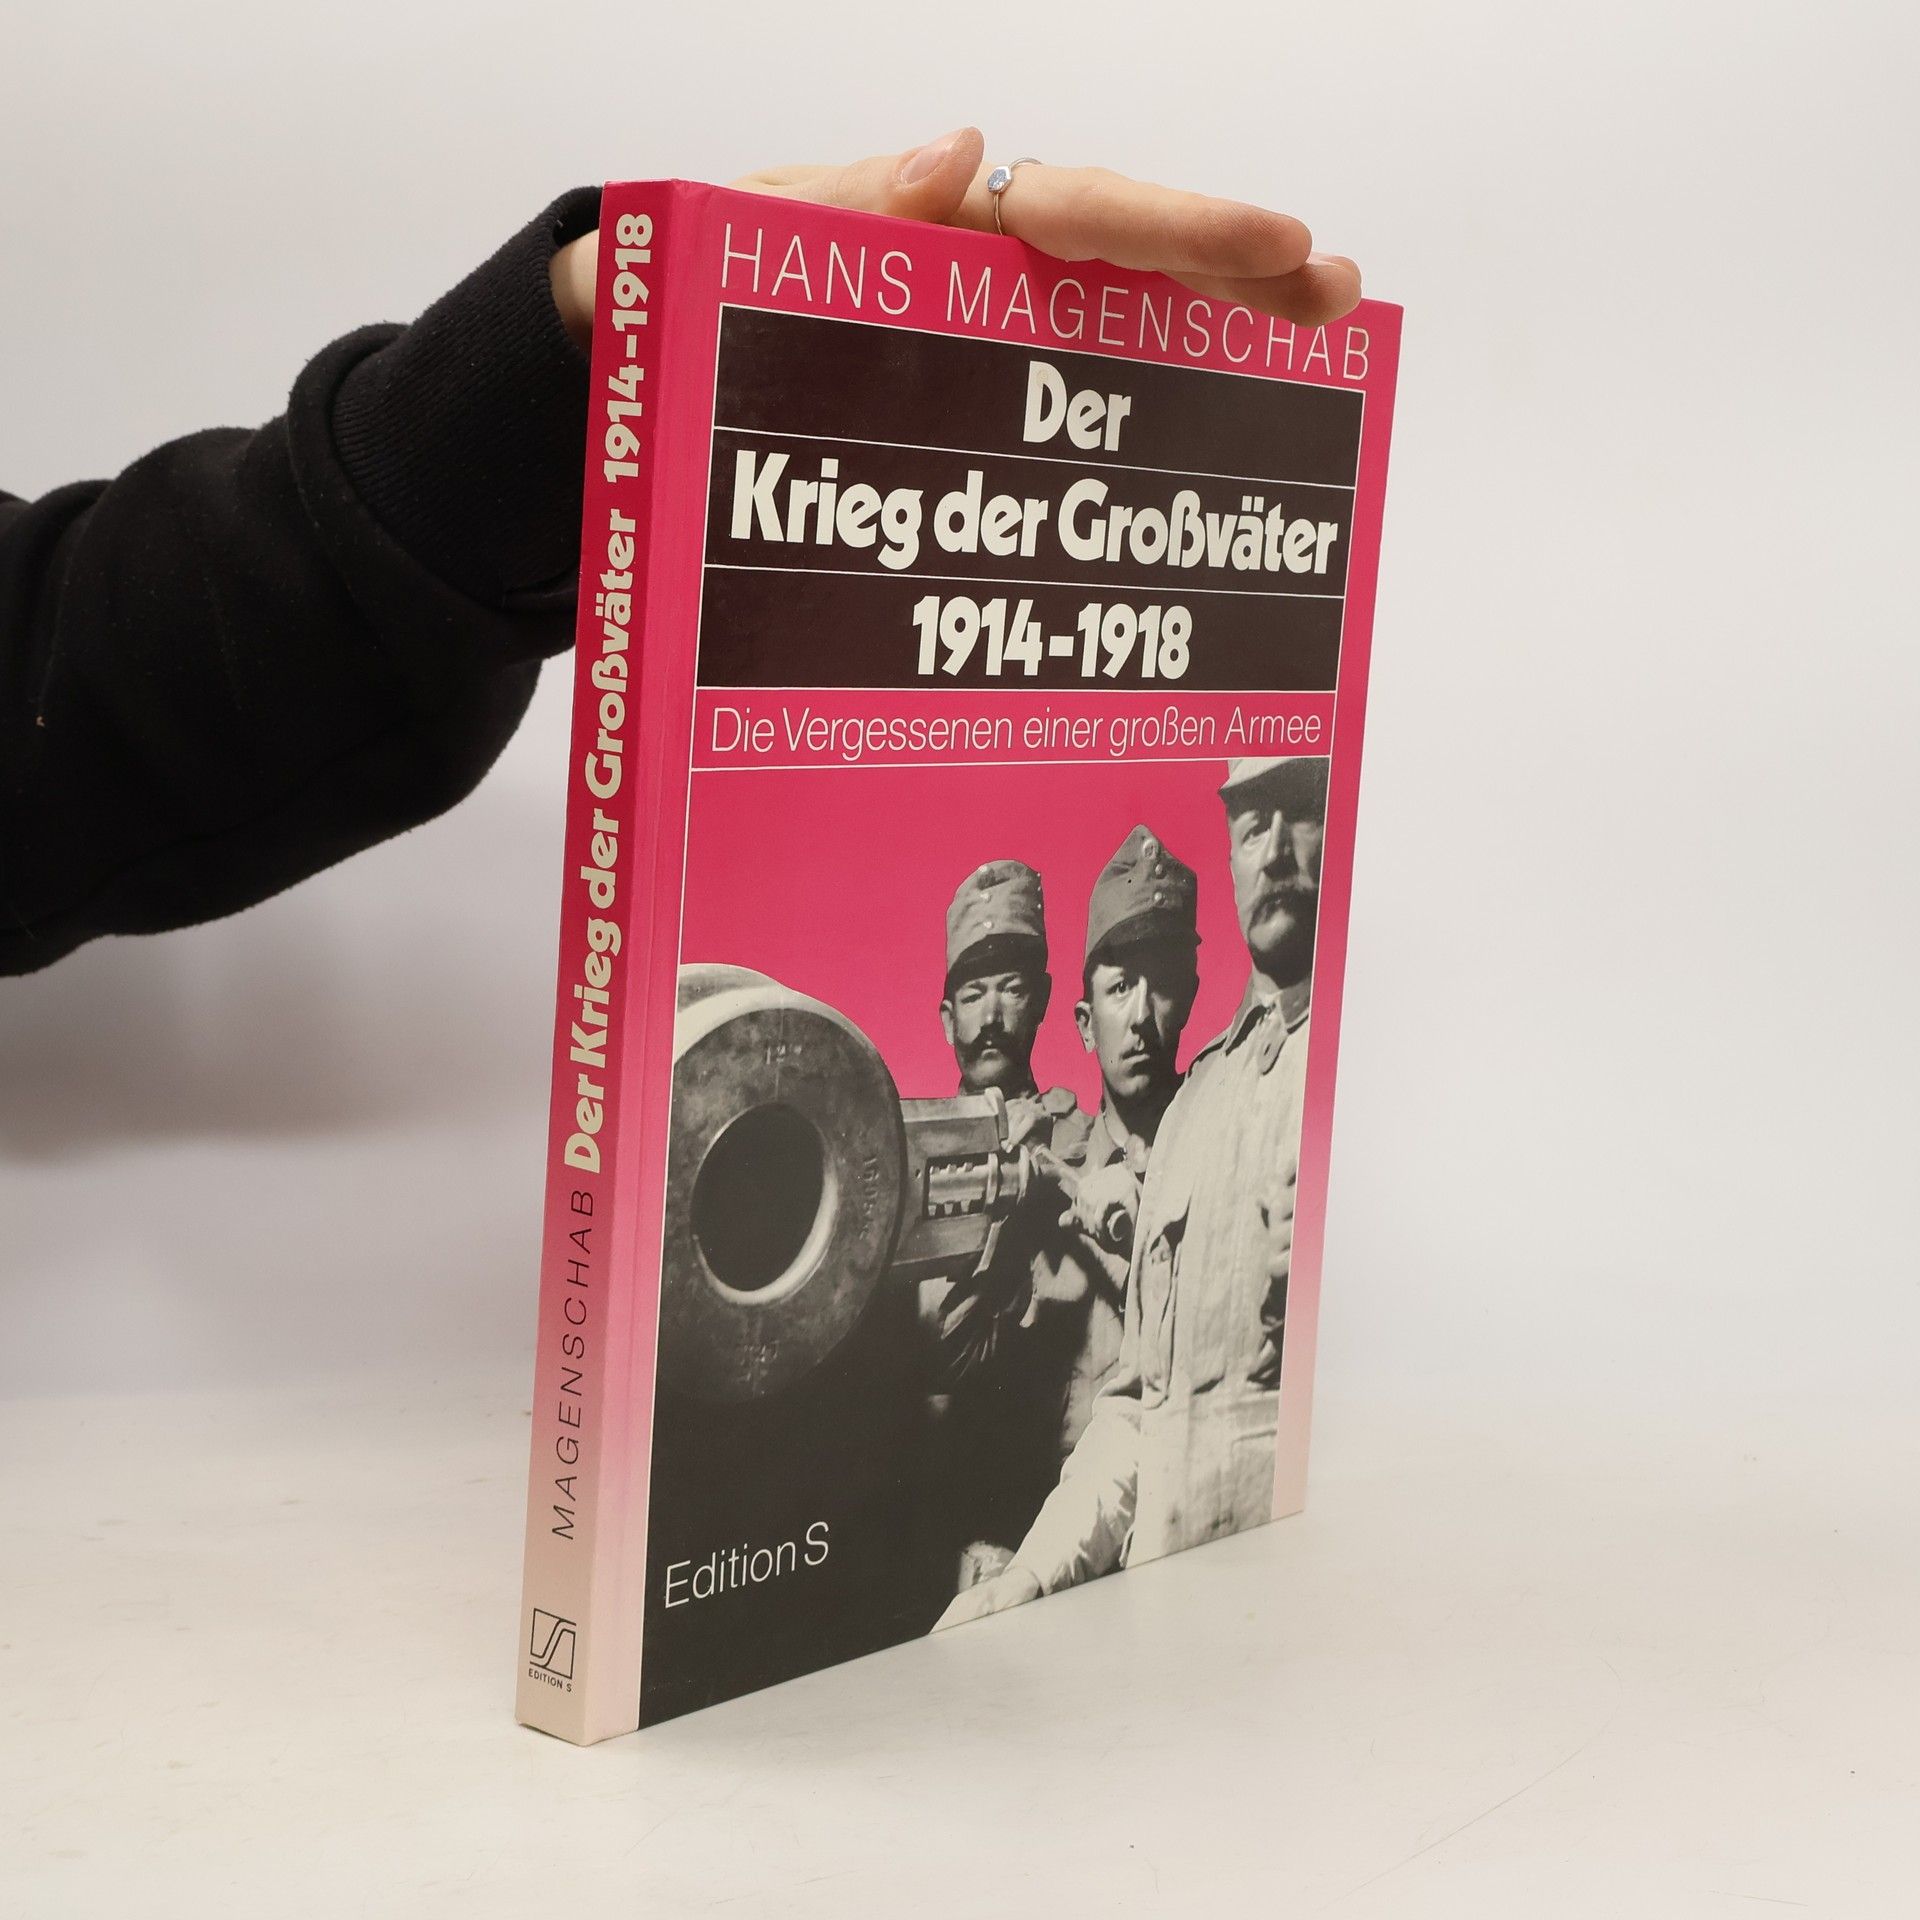 HANS MAGENSCHAB
Der
Krieg der Großväter
1914-1918
Die Vergessenen einer großen Armee
Edition S
MAGENSCHAB Der Krieg der Großväter 1914-1918
EDITION S